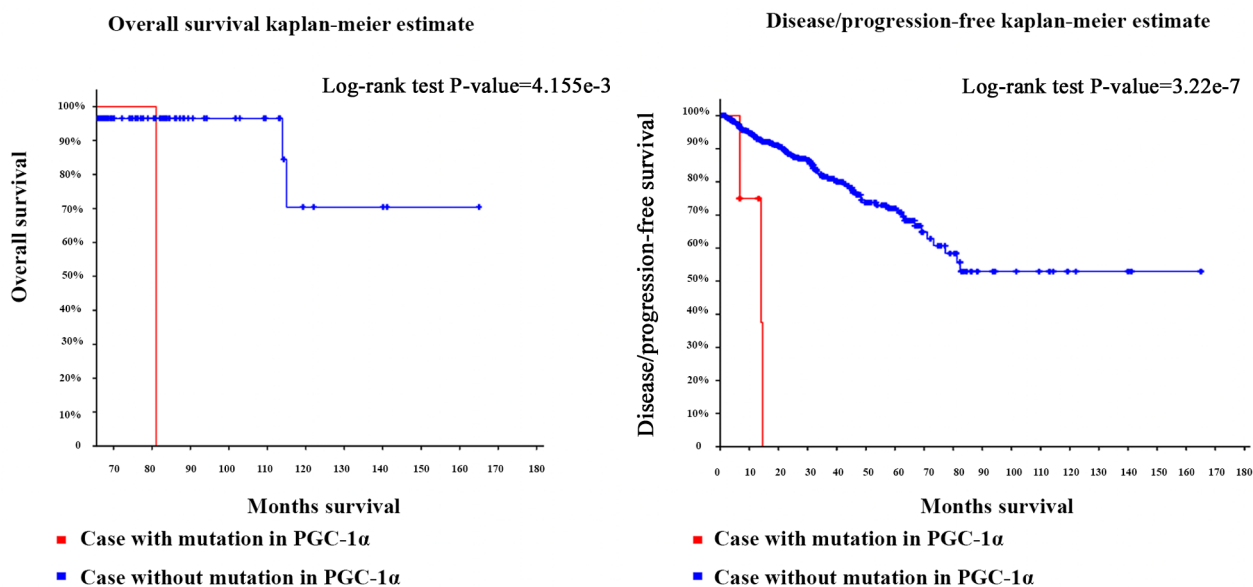 Overall survival kaplan-meier estimate
Log-rank test P-value=4.155e-3
Overall survival
100%
90%
80%
70%
60%
50%
40%
30%
20%
10%
0
70 80 90 100 110 120 130 140 150 160 170 180
Months survival
Case with mutation in PGC-1α
Case without mutation in PGC-1α
Disease/progression-free kaplan-meier estimate
Log-rank test P-value=3.22e-7
Disease/progression-free survival
100%
90%
80%
70%
60%
50%
40%
30%
20%
10%
0
0 10 20 30 40 50 60 70 80 90 100 110 120 130 140 150 160 170 180
Months survival
Case with mutation in PGC-1α
Case without mutation in PGC-1α